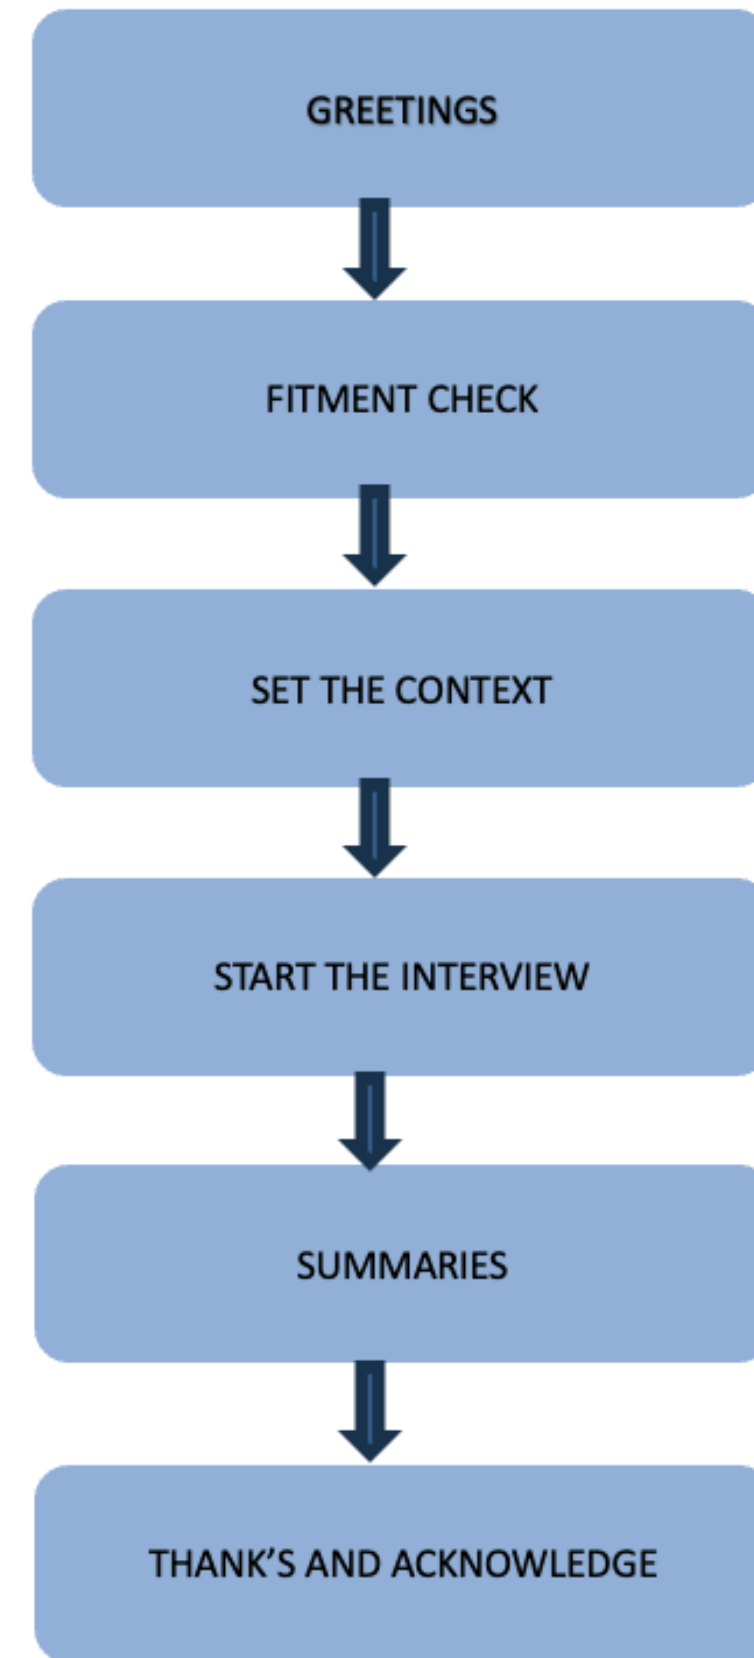 GREETINGS
FITMENT CHECK
SET THE CONTEXT
START THE INTERVIEW
SUMMARIES
THANK’S AND ACKNOWLEDGE